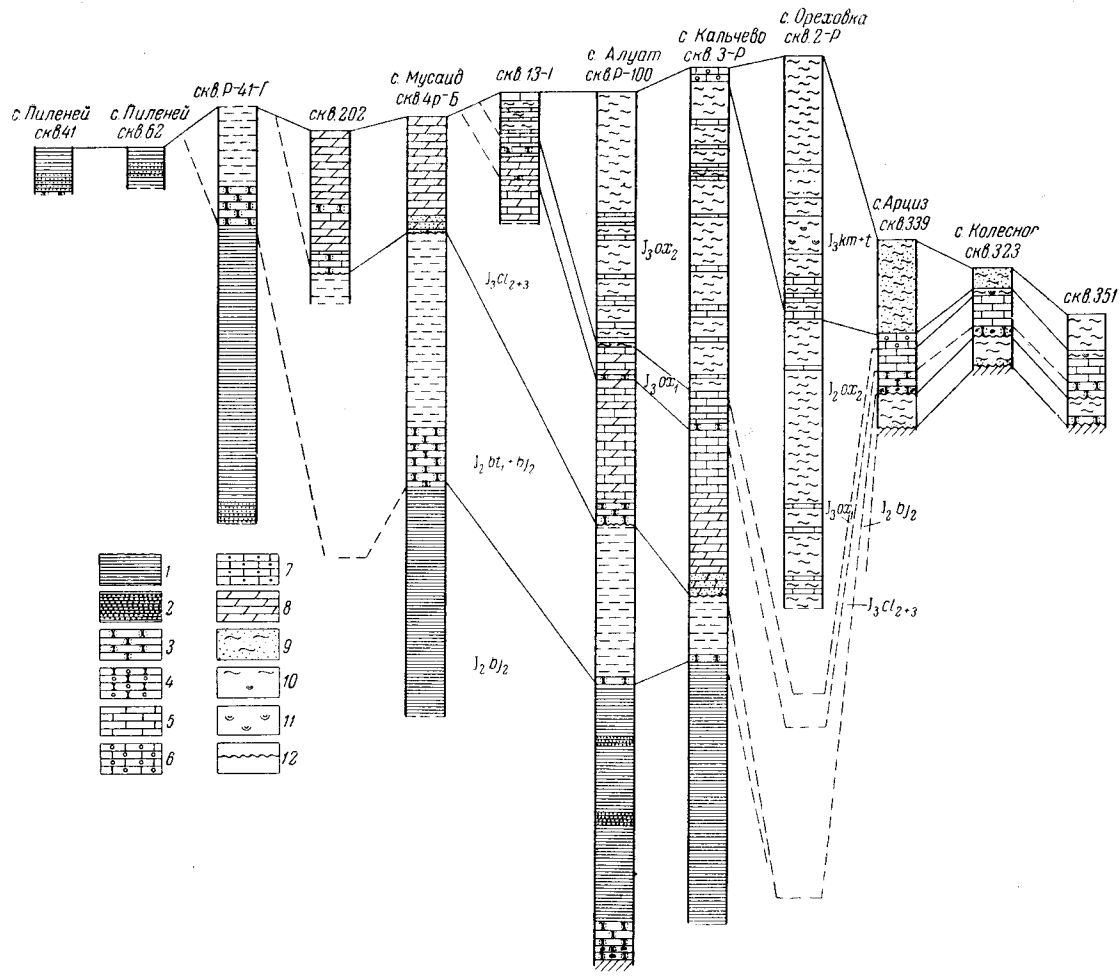 с. Пиленей
скв.41
с. Пиленей
скв.62
скв.Р-41-Г
скв.202
с. Мусаид
скв.4р-Б
скв.13-I
с. Алуат
скв.Р-100
с. Кальчево
скв. 3-Р
с. Ореховка
скв.2-Р
с.Арциз
скв.339
с. Колесног
скв.323
скв.351
J₃ox₂
J₃km+t
J₃cl₂₊₃
J₃ox₁
J₂ox₂
J₂bt₁+bj₂
J₃ox₁
J₂bj₂
J₃cl₂₊₃
J₂bj₂
1
2
3
4
5
6
7
8
9
10
11
12